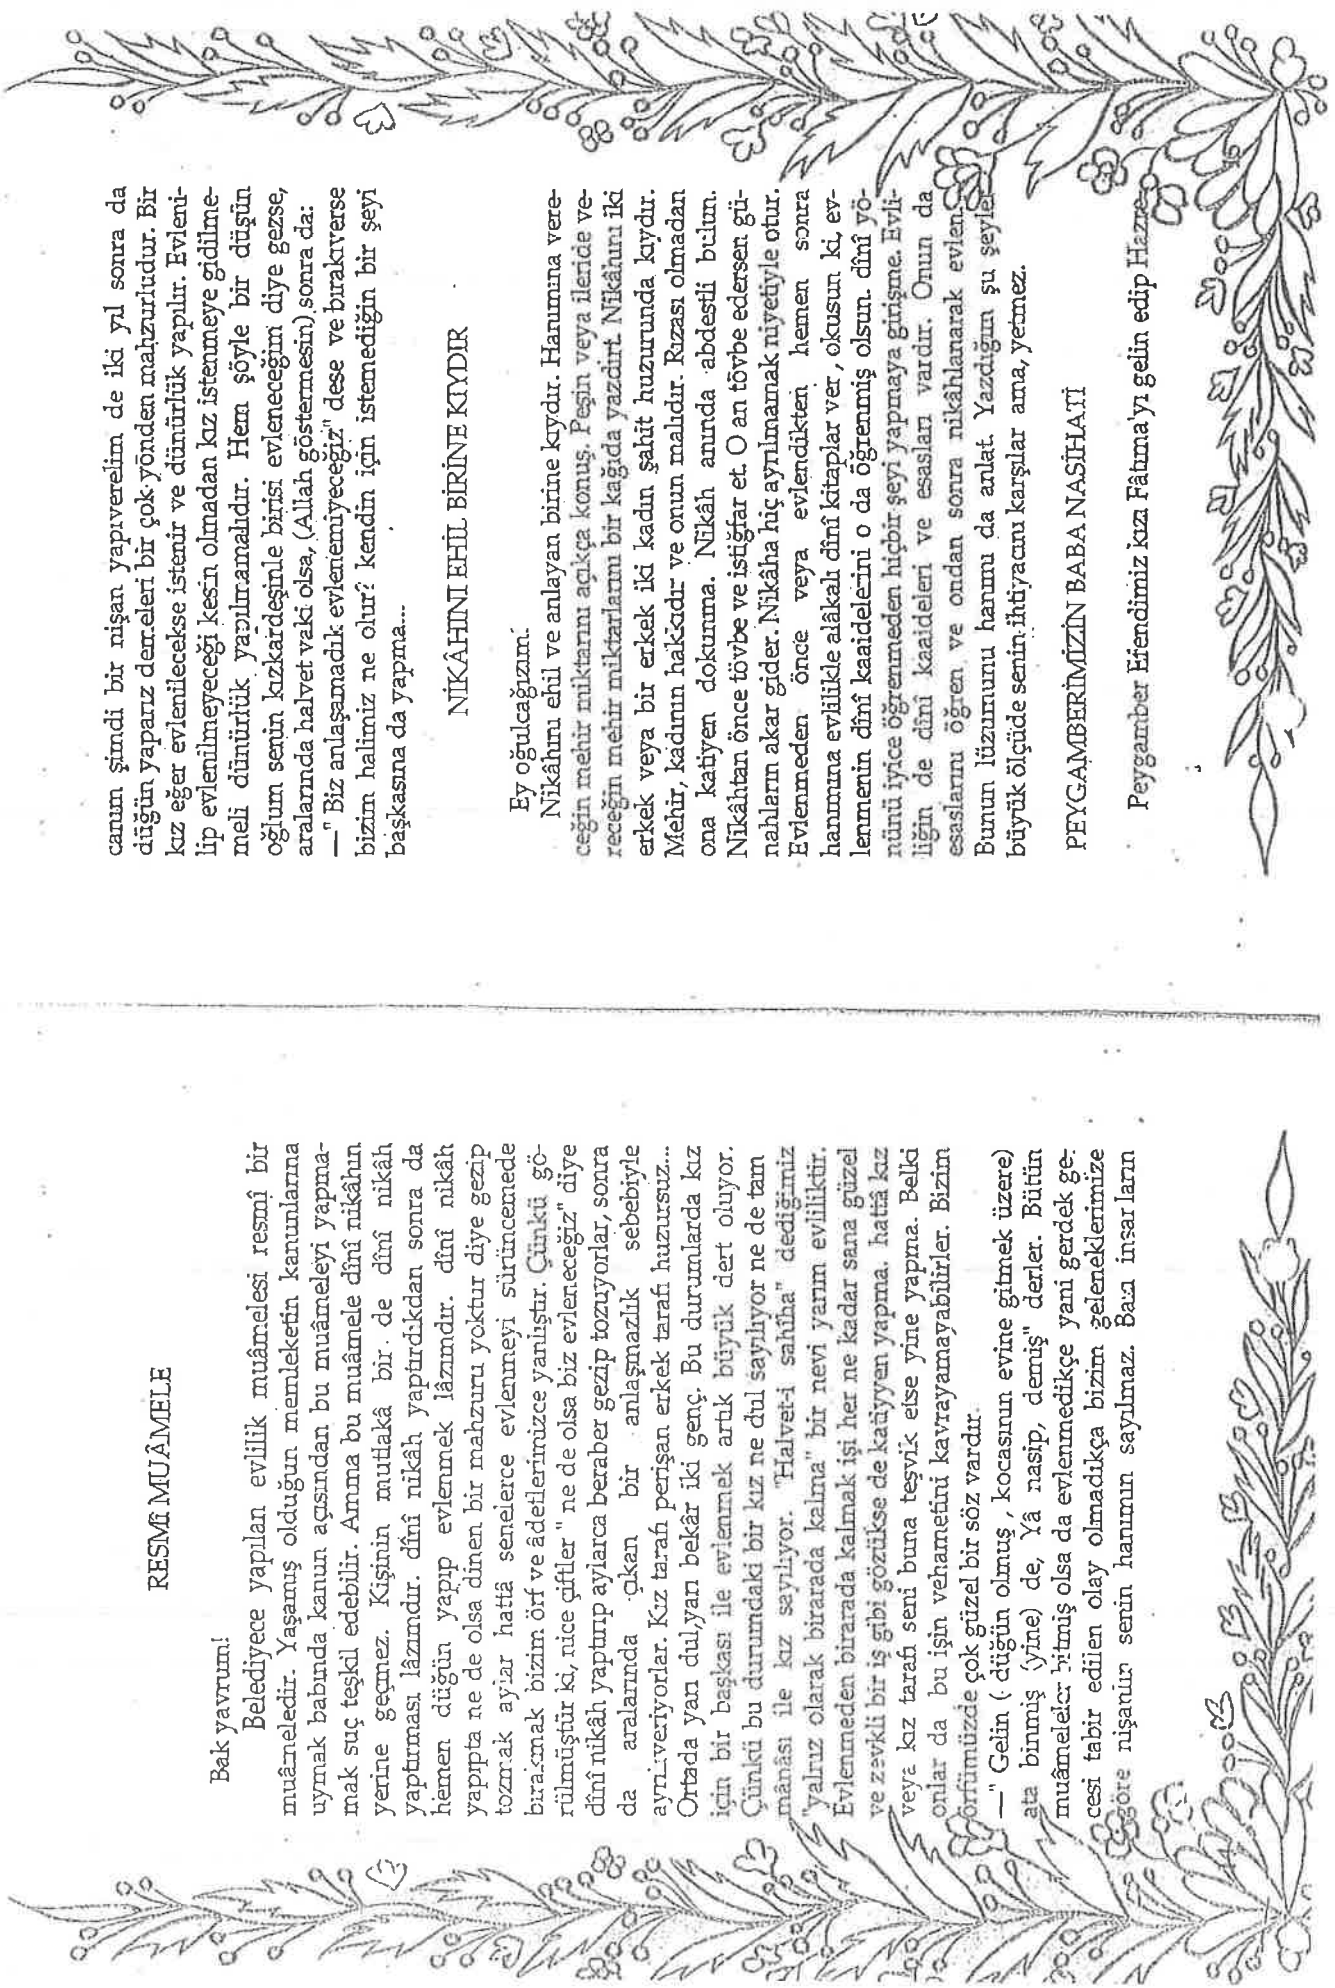 RESMÎ MUÂMELE
Bak yavrum!
Belediyece yapılan evlilik muâmelesi resmî bir
muâmeledir. Yaşamış olduğun memleketin kanunlarına
uymak babında kanun açısından bu muâmeleyi yapma-
mak suç teşkil edebilir. Amma bu muâmele dînî nikâhın
yerine geçmez. Kişinin mutlakâ bir de dînî nikâh
yaptırması lâzımdır. dînî nikâh yaptırdıkdan sonra da
hemen düğün yapıp evlenmek lâzımdır. dînî nikâh
yapıpta ne de olsa dinen bir mahzuru yoktur diye gezip
tozmak aylar hattâ senelerce evlenmeyi sürüncemede
bırakmak bizim örf ve âdetlerimizce yanlıştır. Çünkü gö-
rülmüştür ki, nice çiftler " ne de olsa biz evleneceğiz" diye
dînî nikâh yaptırıp aylarca beraber gezip tozuyorlar, sonra
da aralarında çıkan bir anlaşmazlık sebebiyle
ayrılıveriyorlar. Kız tarafı perişan erkek tarafı huzursuz...
Ortada yarı dul,yarı bekâr iki genç. Bu durumlarda kız
için bir başkası ile evlenmek artık büyük dert oluyor.
Çünkü bu durumdaki bir kız ne dul sayılıyor ne de tam
mânâsı ile kız sayılıyor. "Halvet-i sahîha" dediğimiz
"yalnız olarak birarada kalma" bir nevi yarım evliliktir.
Evlenmeden birarada kalmak işi her ne kadar sana güzel
ve zevkli bir iş gibi gözükse de katiyyen yapma. hattâ kız
veya kız tarafı seni buna teşvik etse yine yapma. Belki
onlar da bu işin vehametini kavrayamayabilirler. Bizim
örfümüzde çok güzel bir söz vardır.
—" Gelin ( düğün olmuş , kocasının evine gitmek üzere)
ata binmiş (yine) de, Yâ nasip, demiş" derler. Bütün
muâmeleler bitmiş olsa da evlenmedikçe yani gerdek ge-
cesi tabir edilen olay olmadıkça bizim geleneklerimize
göre nişanın senin hanımın sayılmaz. Bazı insanların
canım şimdi bir nişan yapıverelim de iki yıl sonra da
düğün yaparız demeleri bir çok yönden mahzurludur. Bir
kız eğer evlenilecekse istenir ve dünürlük yapılır. Evleni-
lip evlenilmeyeceği kesin olmadan kız istenmeye gidilme-
meli dünürlük yapılmamalıdır. Hem şöyle bir düşün
oğlum senin kızkardeşinle birisi evleneceğim diye gezse,
aralarında halvet vaki olsa, (Allah göstermesin) sonra da:
—" Biz anlaşamadık evlenemiyeceğiz" dese ve bırakıverse
bizim halimiz ne olur? kendin için istemediğin bir şeyi
başkasına da yapma...
NİKÂHINI EHİL BİRİNE KIYDIR
Ey oğulcağızım!
Nikâhını ehil ve anlayan birine kıydır. Hanımına vere-
ceğin mehir miktarını açıkça konuş. Peşin veya ileride ve-
receğin mehir miktarlarını bir kağıda yazdırt. Nikâhını iki
erkek veya bir erkek iki kadın şahit huzurunda kıydır.
Mehir, kadının hakkıdır ve onun malıdır. Rızası olmadan
ona katiyen dokunma. Nikâh anında abdestli bulun.
Nikâhtan önce tövbe ve istiğfar et. O an tövbe edersen gü-
nahların akar gider. Nikâha hiç ayrılmamak niyetiyle otur.
Evlenmeden önce veya evlendikten hemen sonra
hanımına evlilikle alâkalı dînî kitaplar ver, okusun ki, ev-
lenmenin dînî kaaidelerini o da öğrenmiş olsun. dînî yö-
nünü iyice öğrenmeden hiçbir şeyi yapmaya girişme. Evli-
liğin de dînî kaaideleri ve esasları vardır. Onun da
esaslarını öğren ve ondan sonra nikâhlanarak evlen.
Bunun lüzumunu hanımı da anlat. Yazdığım şu şeyler
büyük ölçüde senin ihtiyacını karşılar ama, yetmez.
PEYGAMBERİMİZİN BABA NASİHATİ
Peygamber Efendimiz kızı Fâtıma'yı gelin edip Hazre-